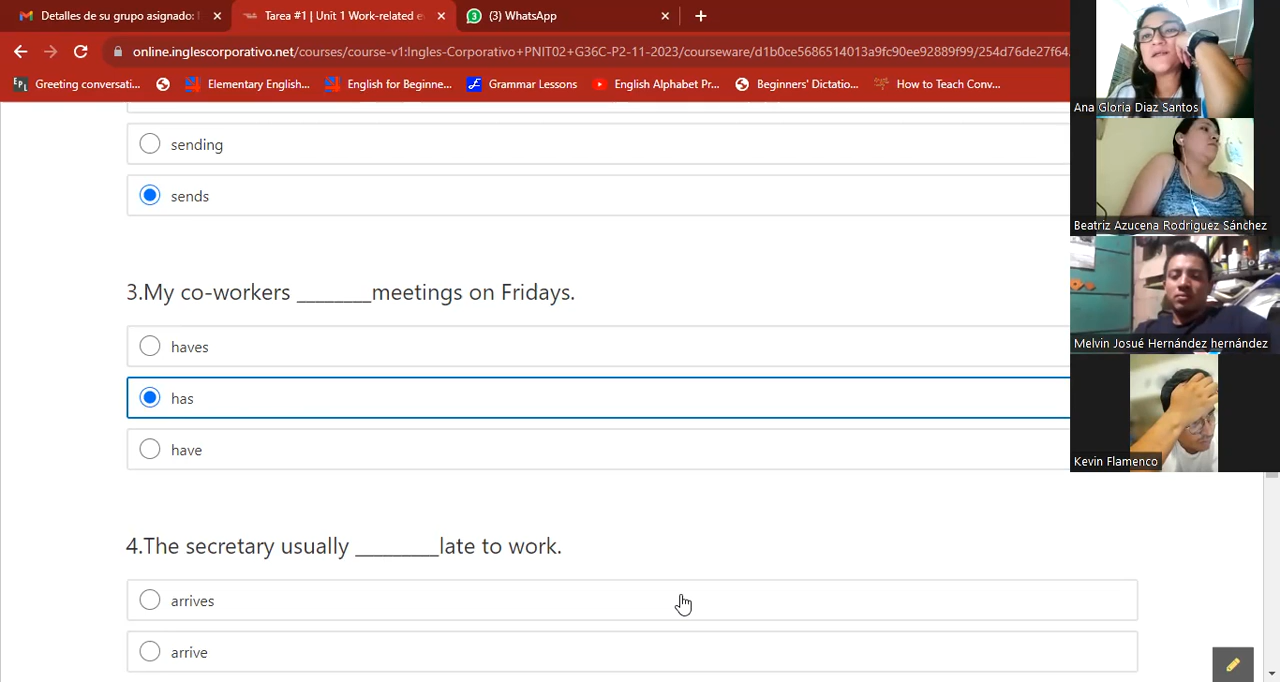 Detalles de su grupo asignado:
Tarea #1 | Unit 1 Work-related e
(3) WhatsApp
online.inglescorporativo.net/courses/course-v1:Ingles-Corporativo+PNIT02+G36C-P2-11-2023/courseware/d1b0ce5686514013a9fc90ee92889f99/254d76de27f64
Greeting conversati...
Elementary English...
English for Beginne...
Grammar Lessons
English Alphabet Pr...
Beginners' Dictatio...
How to Teach Conv...
sending
sends
3.My co-workers ________meetings on Fridays.
haves
has
have
4.The secretary usually _________late to work.
arrives
arrive
Ana Gloria Diaz Santos
Beatriz Azucena Rodriguez Sánchez
Melvin Josué Hernández hernández
Kevin Flamenco